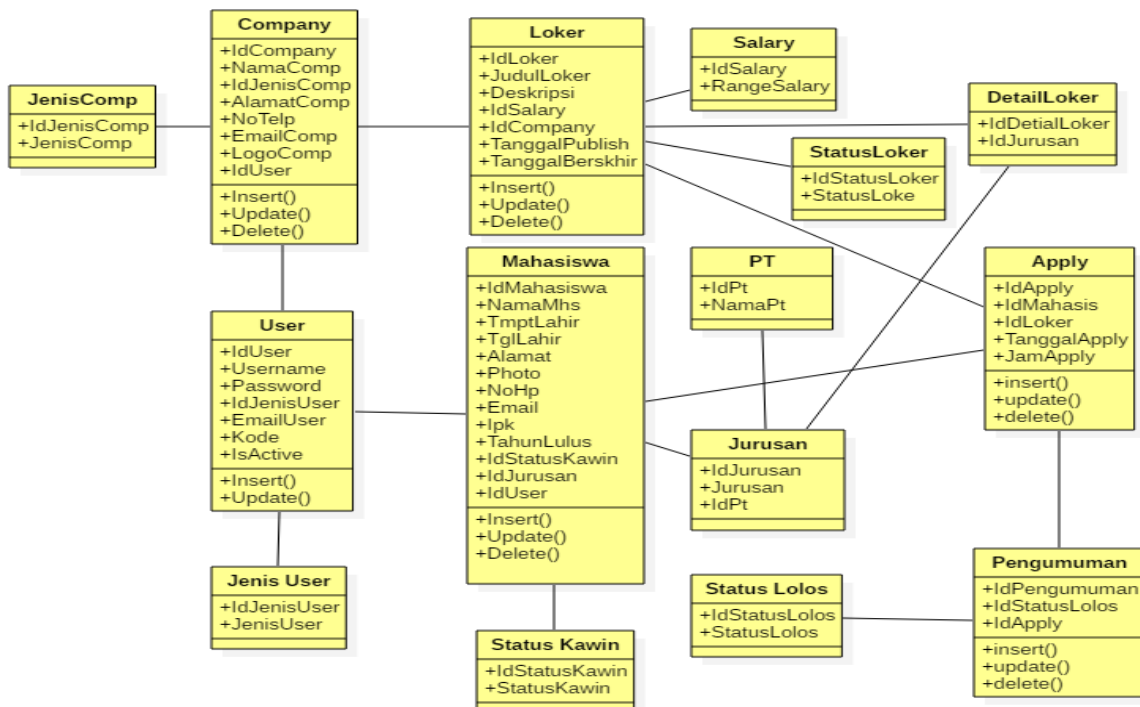 Company
+IdCompany
+NamaComp
+IdJenisComp
+AlamatComp
+NoTelp
+EmailComp
+LogoComp
+IdUser
+Insert()
+Update()
+Delete()
Loker
+IdLoker
+JudulLoker
+Deskripsi
+IdSalary
+IdCompany
+TanggalPublish
+TanggalBerskhir
+Insert()
+Update()
+Delete()
Salary
+IdSalary
+RangeSalary
JenisComp
+IdJenisComp
+JenisComp
DetailLoker
+IdDetialLoker
+IdJurusan
StatusLoker
+IdStatusLoker
+StatusLoke
Mahasiswa
+IdMahasiswa
+NamaMhs
+TmptLahir
+TglLahir
+Alamat
+Photo
+NoHp
+Email
+Ipk
+TahunLulus
+IdStatusKawin
+IdJurusan
+IdUser
+Insert()
+Update()
+Delete()
PT
+IdPt
+NamaPt
Apply
+IdApply
+IdMahasis
+IdLoker
+TanggalApply
+JamApply
+insert()
+update()
+delete()
User
+IdUser
+Username
+Password
+IdJenisUser
+EmailUser
+Kode
+IsActive
+Insert()
+Update()
Jurusan
+IdJurusan
+Jurusan
+IdPt
Jenis User
+IdJenisUser
+JenisUser
Status Lolos
+IdStatusLolos
+StatusLolos
Pengumuman
+IdPengumuman
+IdStatusLolos
+IdApply
+insert()
+update()
+delete()
Status Kawin
+IdStatusKawin
+StatusKawin